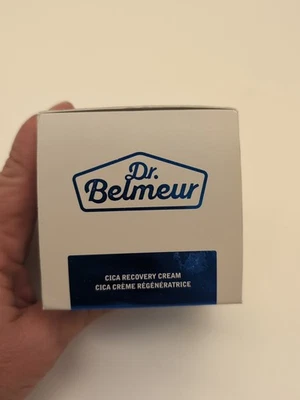 Dr.
Belmeur
CICA RECOVERY CREAM
CICA CRÈME RÉGÉNÉRATRICE